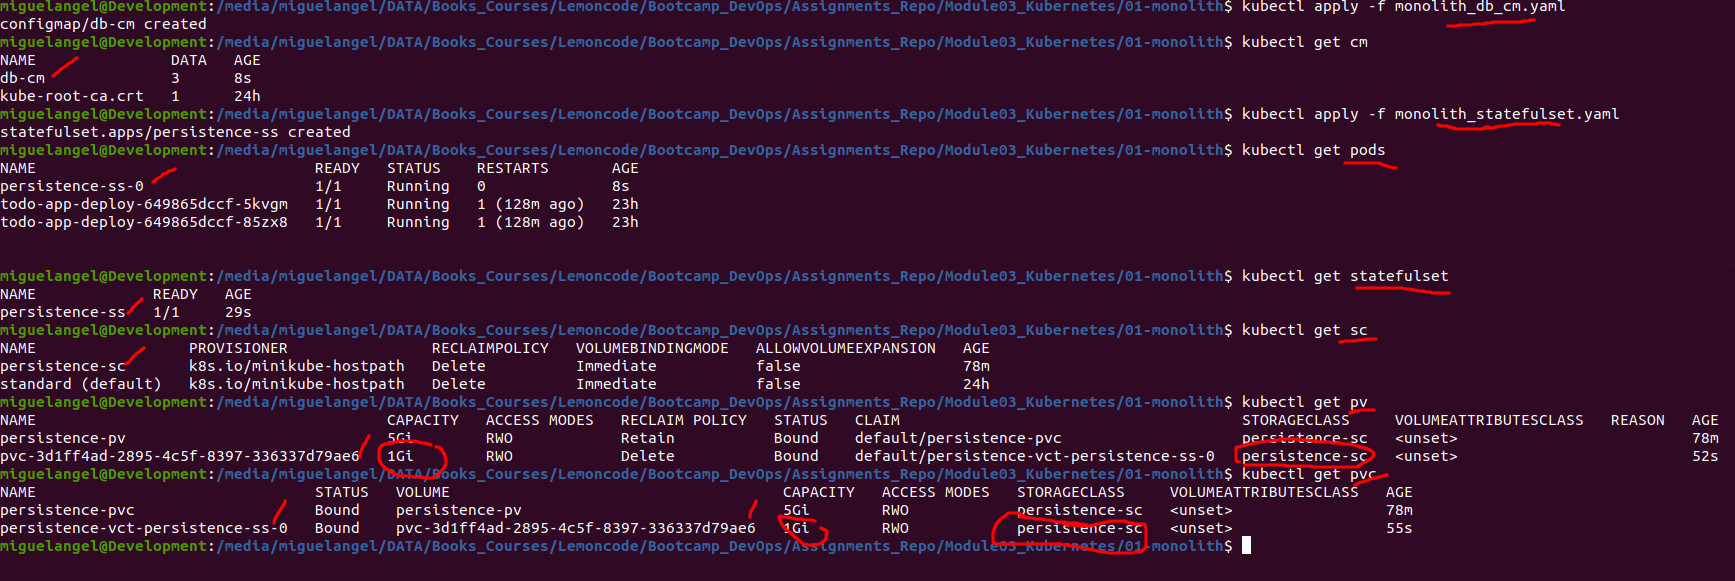 miguelangel@Development:/media/miguelangel/DATA/Books_Courses/Lemoncode/Bootcamp_DevOps/Assignments_Repo/Module03_Kubernetes/01-monolith$ kubectl apply -f monolith_db_cm.yaml
configmap/db-cm created
miguelangel@Development:/media/miguelangel/DATA/Books_Courses/Lemoncode/Bootcamp_DevOps/Assignments_Repo/Module03_Kubernetes/01-monolith$ kubectl get cm
NAME DATA AGE
db-cm 3 8s
kube-root-ca.crt 1 24h
miguelangel@Development:/media/miguelangel/DATA/Books_Courses/Lemoncode/Bootcamp_DevOps/Assignments_Repo/Module03_Kubernetes/01-monolith$ kubectl apply -f monolith_statefulset.yaml
statefulset.apps/persistence-ss created
miguelangel@Development:/media/miguelangel/DATA/Books_Courses/Lemoncode/Bootcamp_DevOps/Assignments_Repo/Module03_Kubernetes/01-monolith$ kubectl get pods
NAME READY STATUS RESTARTS AGE
persistence-ss-0 1/1 Running 0 8s
todo-app-deploy-649865dccf-5kvgm 1/1 Running 1 (128m ago) 23h
todo-app-deploy-649865dccf-85zx8 1/1 Running 1 (128m ago) 23h
miguelangel@Development:/media/miguelangel/DATA/Books_Courses/Lemoncode/Bootcamp_DevOps/Assignments_Repo/Module03_Kubernetes/01-monolith$ kubectl get statefulset
NAME READY AGE
persistence-ss 1/1 29s
miguelangel@Development:/media/miguelangel/DATA/Books_Courses/Lemoncode/Bootcamp_DevOps/Assignments_Repo/Module03_Kubernetes/01-monolith$ kubectl get sc
NAME PROVISIONER RECLAIMPOLICY VOLUMEBINDINGMODE ALLOWVOLUMEEXPANSION AGE
persistence-sc k8s.io/minikube-hostpath Delete Immediate false 78m
standard (default) k8s.io/minikube-hostpath Delete Immediate false 24h
miguelangel@Development:/media/miguelangel/DATA/Books_Courses/Lemoncode/Bootcamp_DevOps/Assignments_Repo/Module03_Kubernetes/01-monolith$ kubectl get pv
NAME CAPACITY ACCESS MODES RECLAIM POLICY STATUS CLAIM STORAGECLASS VOLUMEATTRIBUTESCLASS REASON AGE
persistence-pv 5Gi RWO Retain Bound default/persistence-pvc persistence-sc <unset> 78m
pvc-3d1ff4ad-2895-4c5f-8397-336337d79ae6 1Gi RWO Delete Bound default/persistence-vct-persistence-ss-0 persistence-sc <unset> 52s
miguelangel@Development:/media/miguelangel/DATA/Books_Courses/Lemoncode/Bootcamp_DevOps/Assignments_Repo/Module03_Kubernetes/01-monolith$ kubectl get pvc
NAME STATUS VOLUME CAPACITY ACCESS MODES STORAGECLASS VOLUMEATTRIBUTESCLASS AGE
persistence-pvc Bound persistence-pv 5Gi RWO persistence-sc <unset> 78m
persistence-vct-persistence-ss-0 Bound pvc-3d1ff4ad-2895-4c5f-8397-336337d79ae6 1Gi RWO persistence-sc <unset> 55s
miguelangel@Development:/media/miguelangel/DATA/Books_Courses/Lemoncode/Bootcamp_DevOps/Assignments_Repo/Module03_Kubernetes/01-monolith$